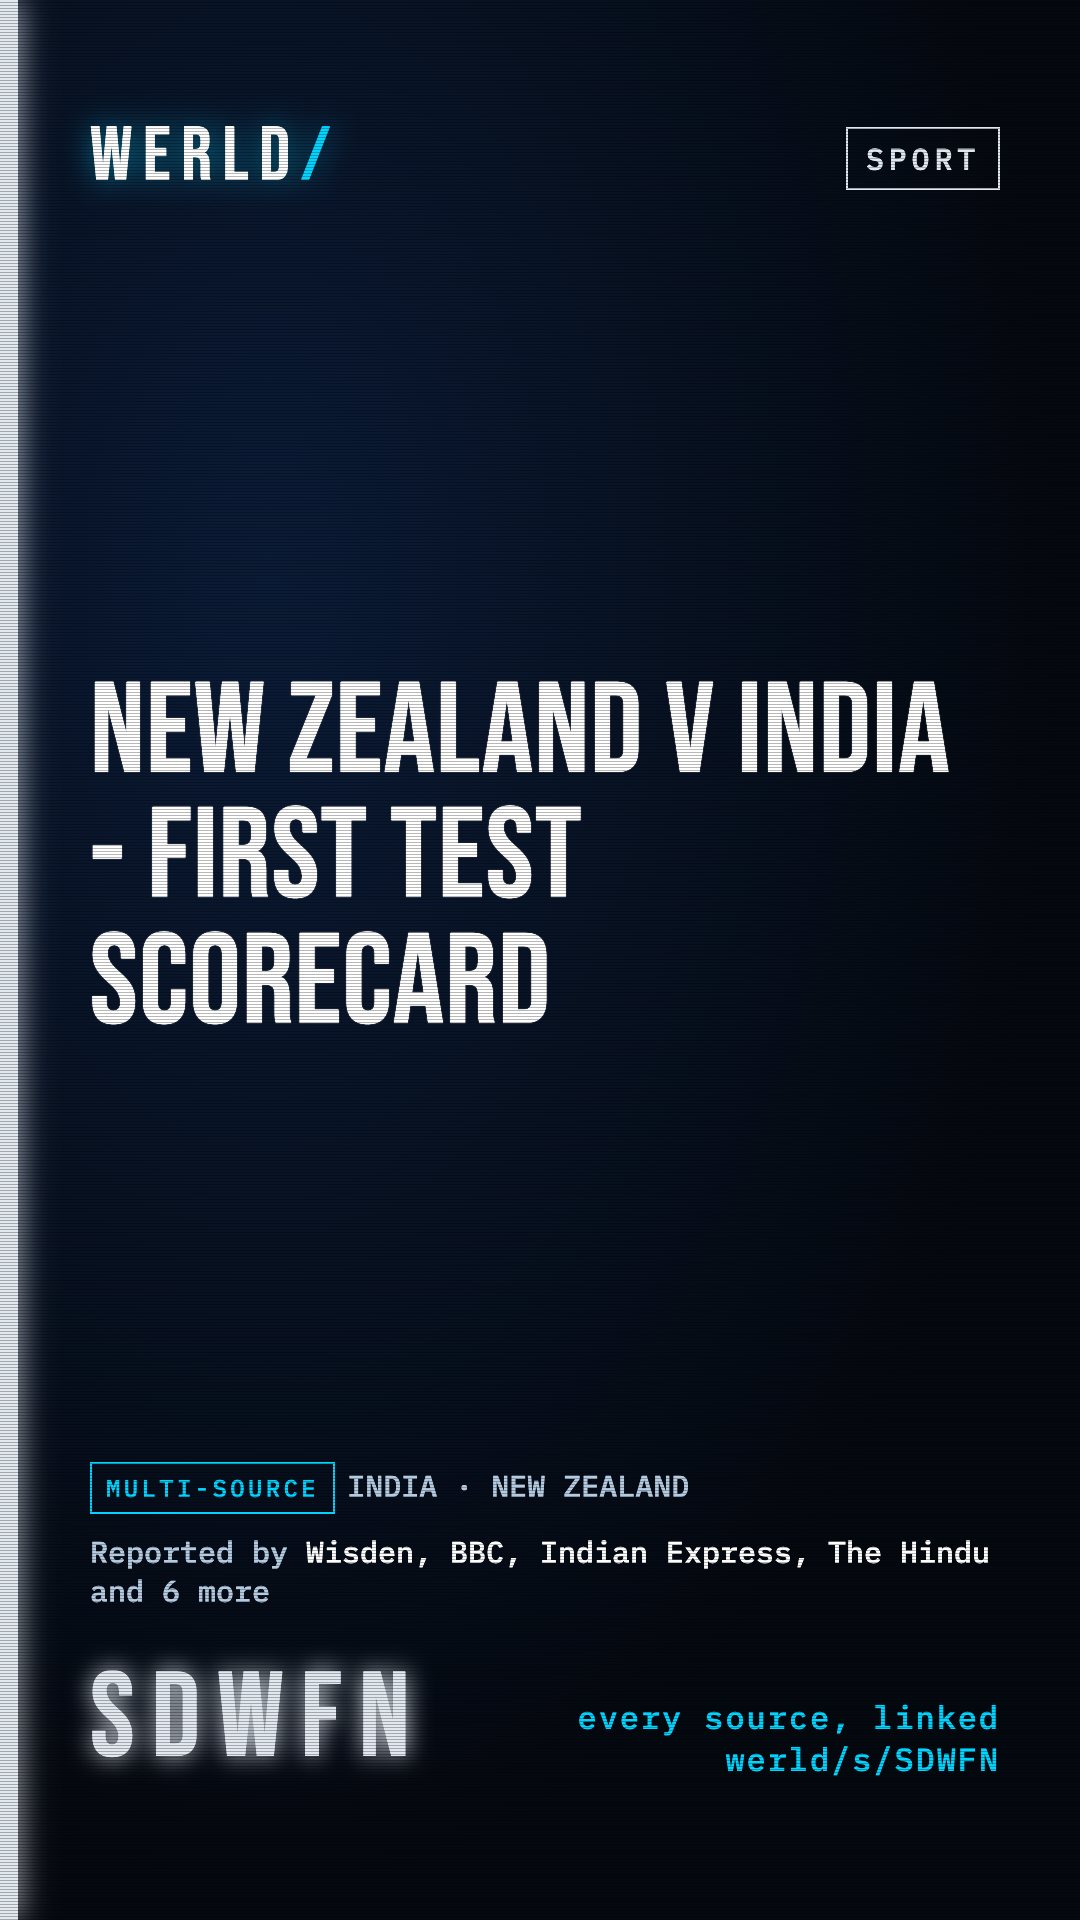 WERLD/
SPORT
NEW ZEALAND V INDIA
- FIRST TEST
SCORECARD
MULTI-SOURCE INDIA · NEW ZEALAND
Reported by Wisden, BBC, Indian Express, The Hindu
and 6 more
SDWFN
every source, linked
werld/s/SDWFN